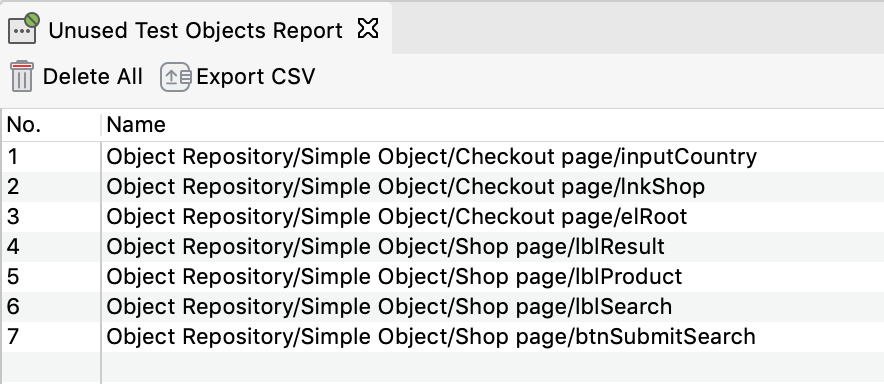 Unused Test Objects Report
Delete All Export CSV
No. Name
1 Object Repository/Simple Object/Checkout page/inputCountry
2 Object Repository/Simple Object/Checkout page/lnkShop
3 Object Repository/Simple Object/Checkout page/elRoot
4 Object Repository/Simple Object/Shop page/lblResult
5 Object Repository/Simple Object/Shop page/lblProduct
6 Object Repository/Simple Object/Shop page/lblSearch
7 Object Repository/Simple Object/Shop page/btnSubmitSearch